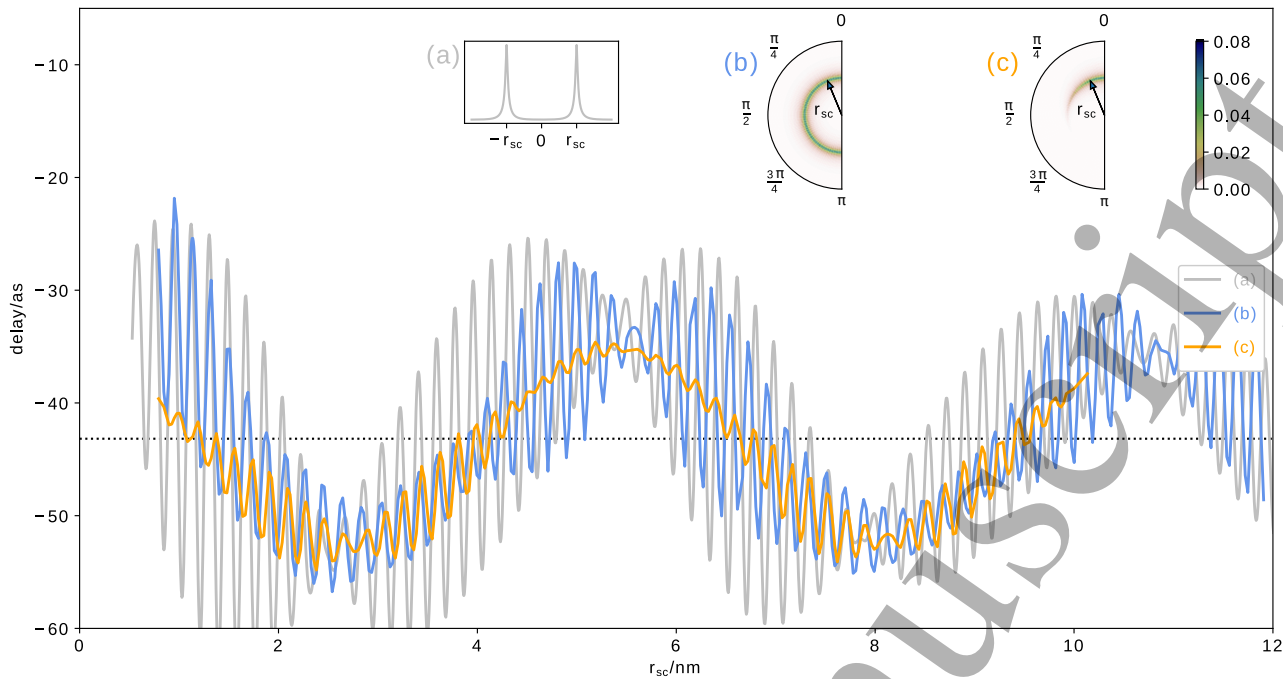 0 0
(a) (b) (c)
π/4 π/4
π/2 π/2
3π/4 3π/4
π π
r_sc r_sc
−r_sc 0 r_sc
0.08
0.06
0.04
0.02
0.00
−10
−20
−30
−40
−50
−60
delay/as
(a)
(b)
(c)
0 2 4 6 8 10 12
r_sc/nm
uscript